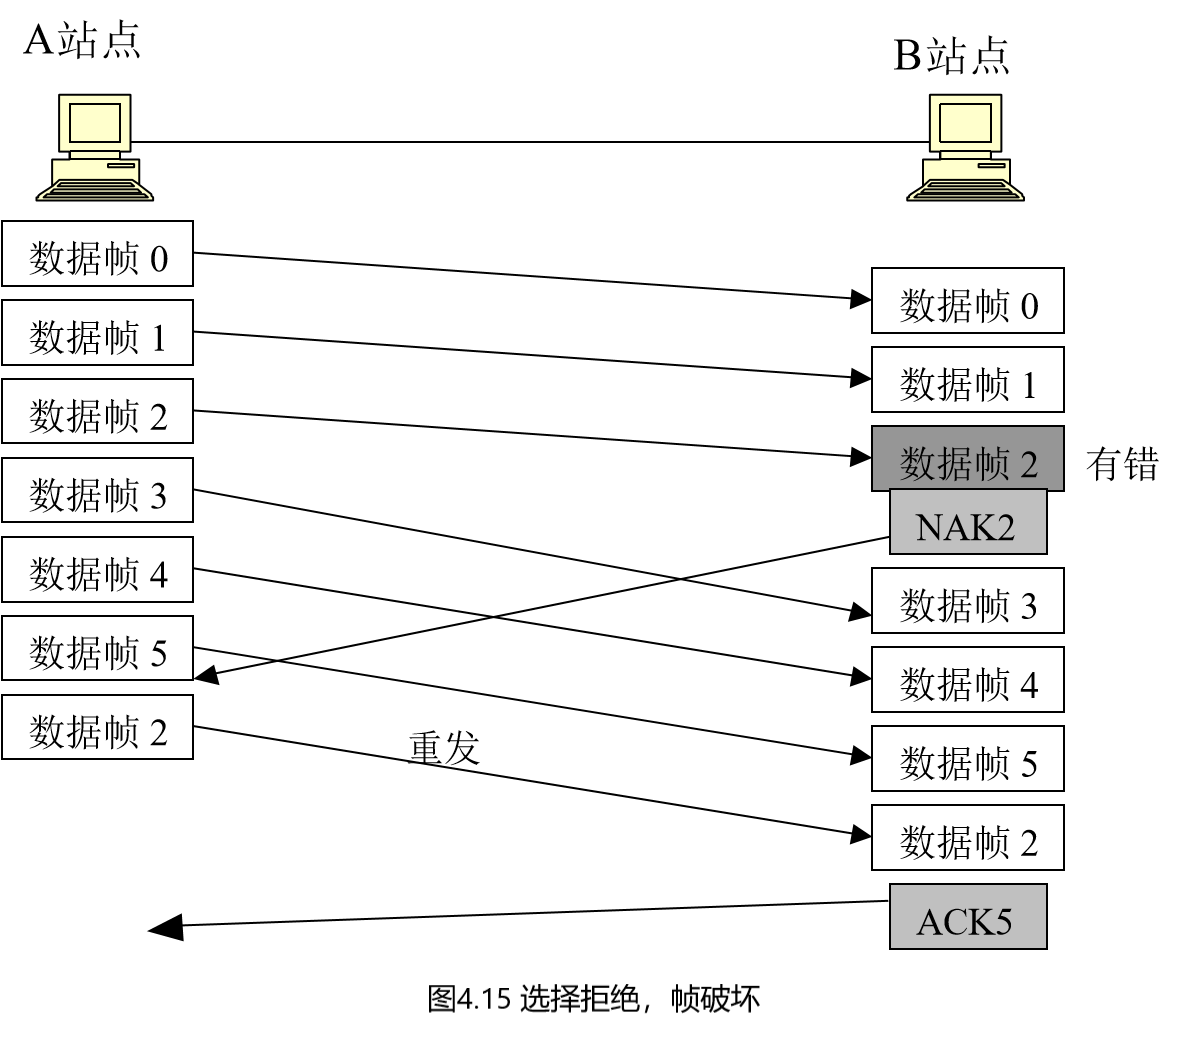 A站点
B站点
数据帧 0
数据帧 0
数据帧 1
数据帧 1
数据帧 2
数据帧 2
有错
数据帧 3
NAK2
数据帧 4
数据帧 3
数据帧 5
数据帧 4
数据帧 2
重发
数据帧 5
数据帧 2
ACK5
图4.15 选择拒绝，帧破坏